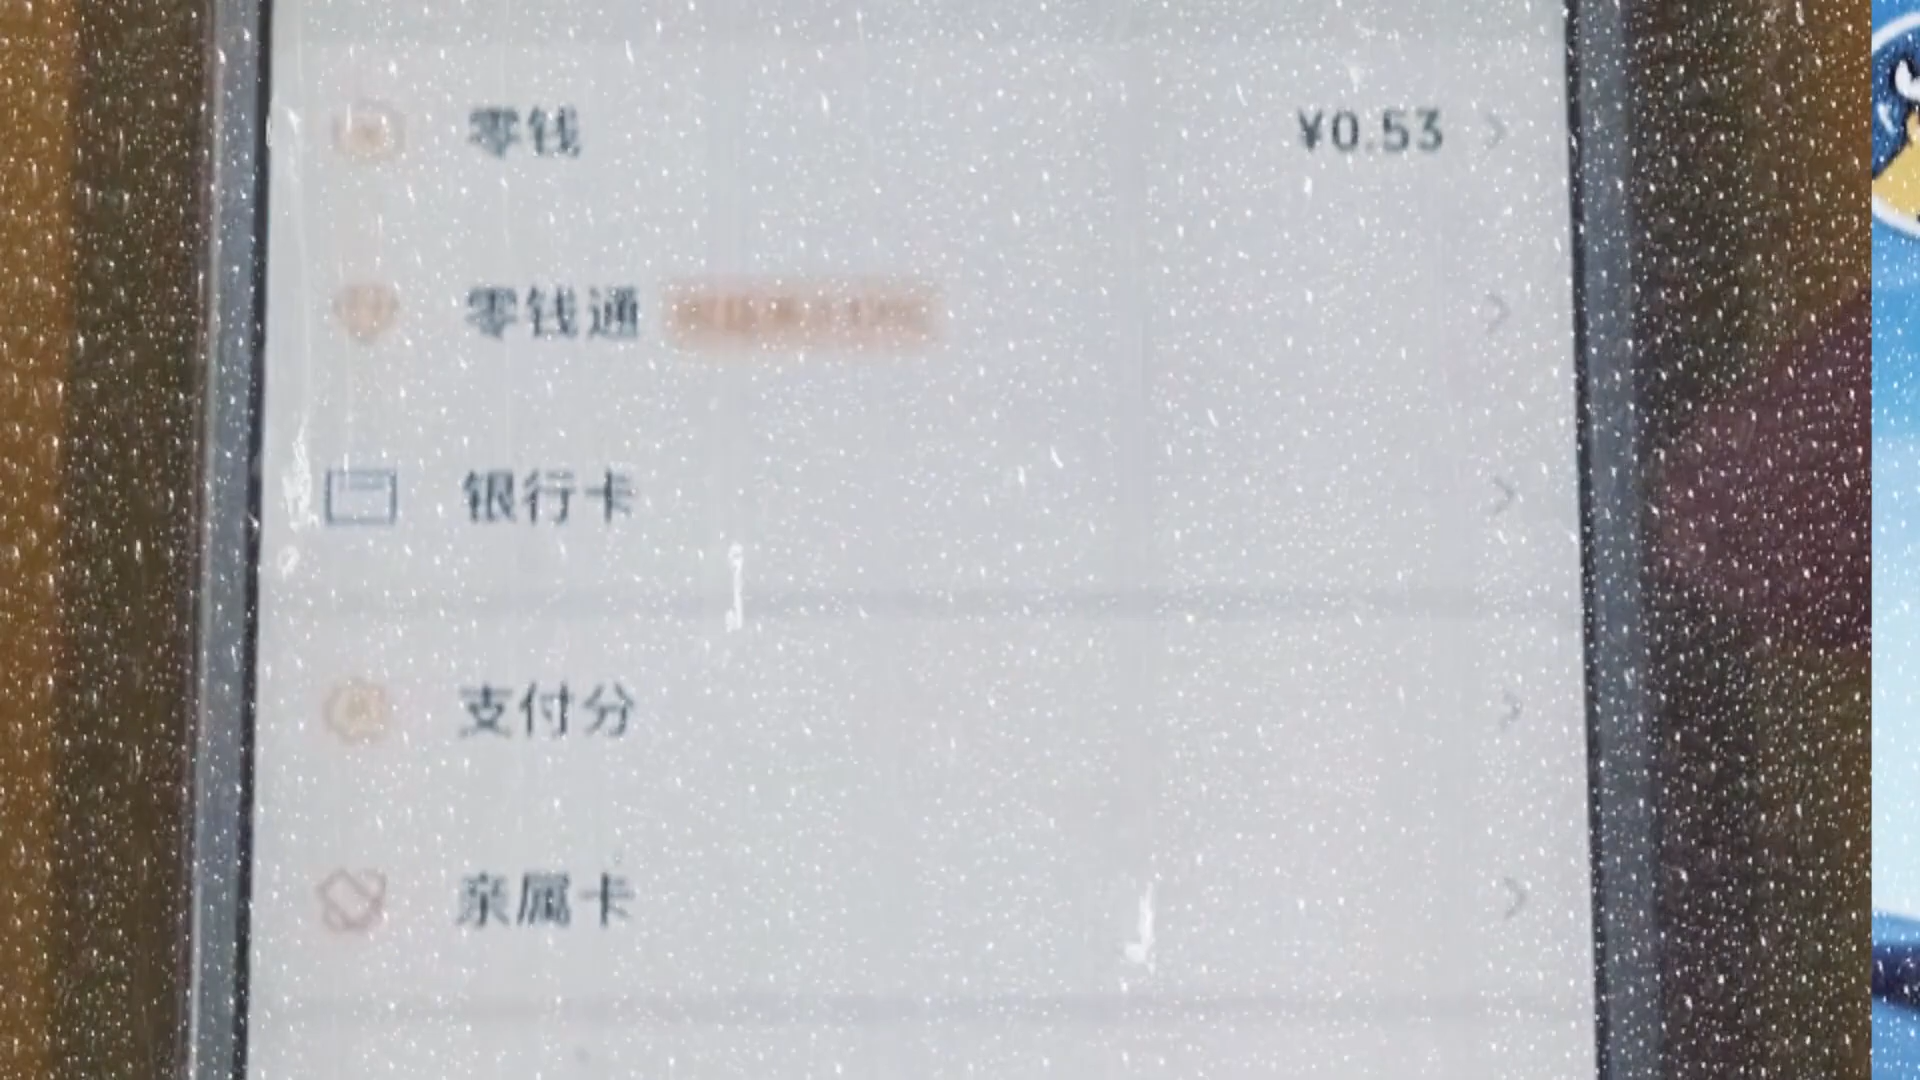 零钱 ¥0.53
零钱通
银行卡
支付分
亲属卡